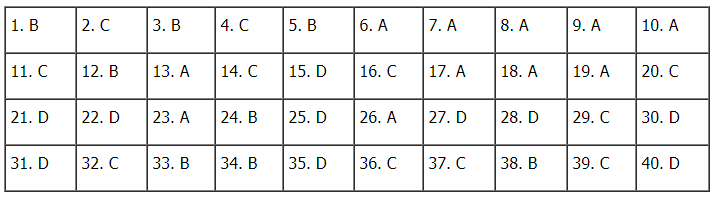 1. B 2. C 3. B 4. C 5. B 6. A 7. A 8. A 9. A 10. A
11. C 12. B 13. A 14. C 15. D 16. C 17. A 18. A 19. A 20. C
21. D 22. D 23. A 24. B 25. D 26. A 27. D 28. D 29. C 30. D
31. D 32. C 33. B 34. B 35. D 36. C 37. C 38. B 39. C 40. D